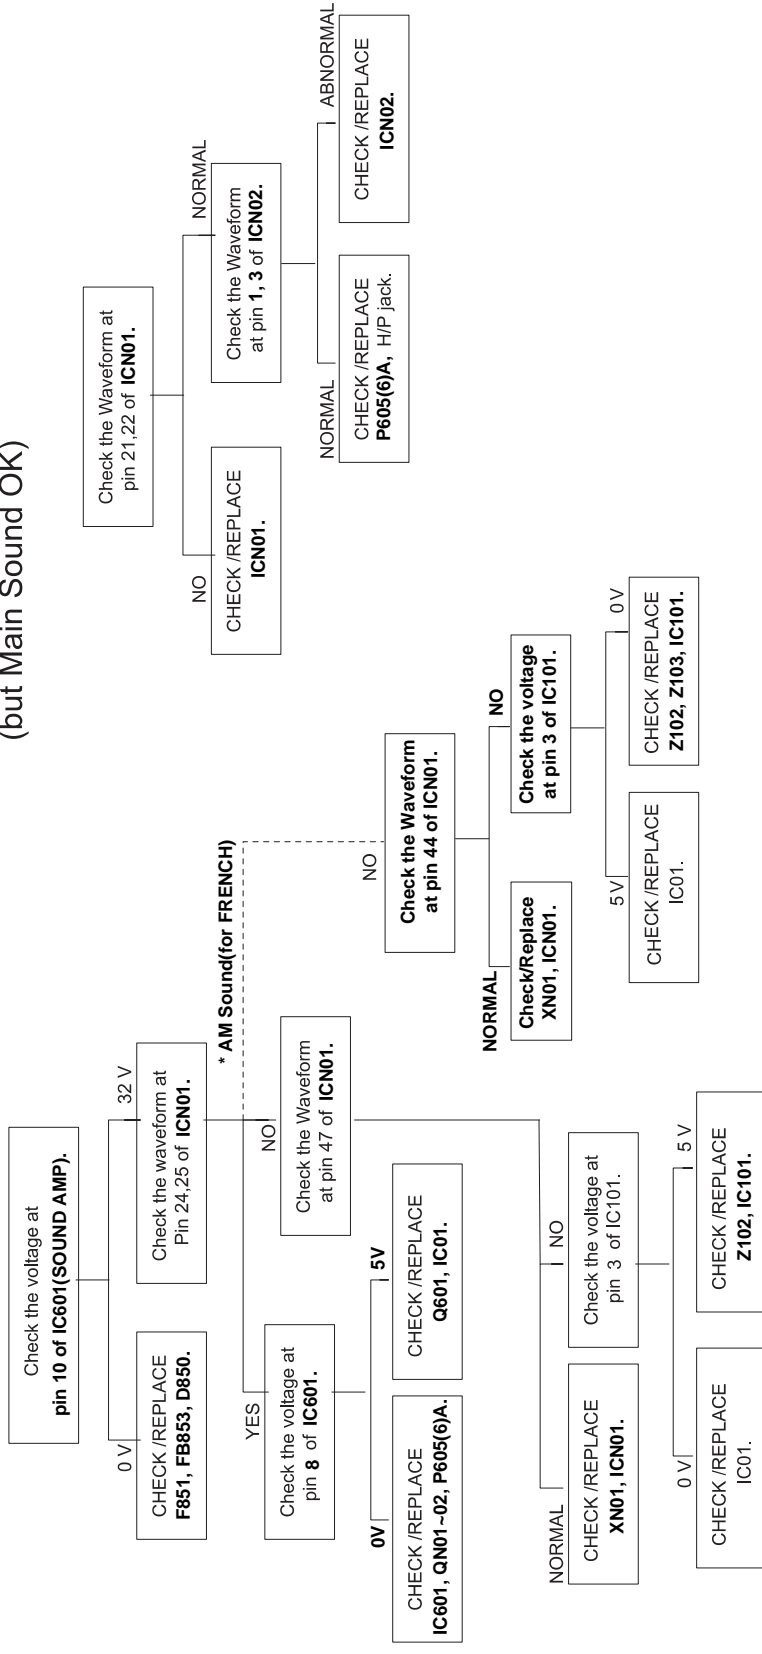 (but Main Sound OK)
Check the voltage at
pin 10 of IC601(SOUND AMP).
0 V
32 V
CHECK /REPLACE
F851, FB853, D850.
Check the waveform at
Pin 24,25 of ICN01.
* AM Sound(for FRENCH)
YES
NO
Check the voltage at
pin 8 of IC601.
Check the Waveform
at pin 47 of ICN01.
0V
5V
CHECK /REPLACE
IC601, QN01~02, P605(6)A.
CHECK /REPLACE
Q601, IC01.
NORMAL
NO
CHECK /REPLACE
XN01, ICN01.
Check the voltage at
pin 3 of IC101.
0 V
5 V
CHECK /REPLACE
IC01.
CHECK /REPLACE
Z102, IC101.
NO
Check the Waveform
at pin 44 of ICN01.
NORMAL
NO
Check/Replace
XN01, ICN01.
Check the voltage
at pin 3 of IC101.
5 V
0 V
CHECK /REPLACE
IC01.
CHECK /REPLACE
Z102, Z103, IC101.
Check the Waveform at
pin 21,22 of ICN01.
NO
NORMAL
CHECK /REPLACE
ICN01.
Check the Waveform
at pin 1, 3 of ICN02.
NORMAL
ABNORMAL
CHECK /REPLACE
P605(6)A, H/P jack.
CHECK /REPLACE
ICN02.